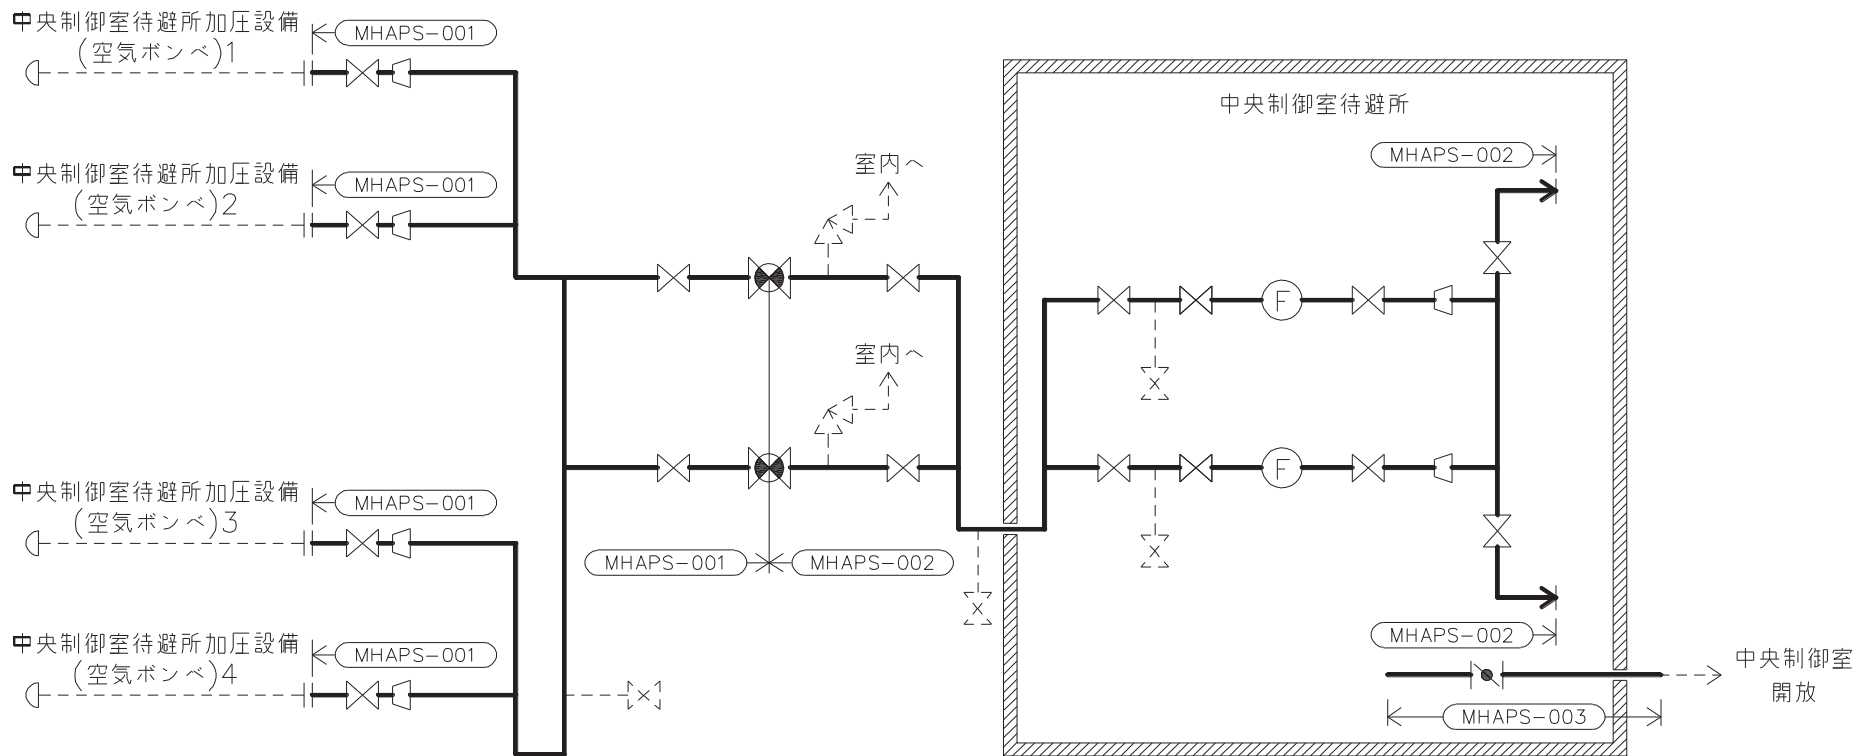 中央制御室待避所加圧設備
(空気ボンベ)1
MHAPS-001
中央制御室待避所加圧設備
(空気ボンベ)2
MHAPS-001
中央制御室待避所加圧設備
(空気ボンベ)3
MHAPS-001
中央制御室待避所加圧設備
(空気ボンベ)4
MHAPS-001
室内へ
室内へ
MHAPS-001
MHAPS-002
X
X
中央制御室待避所
MHAPS-002
F
X
F
X
MHAPS-002
MHAPS-003
中央制御室
開放